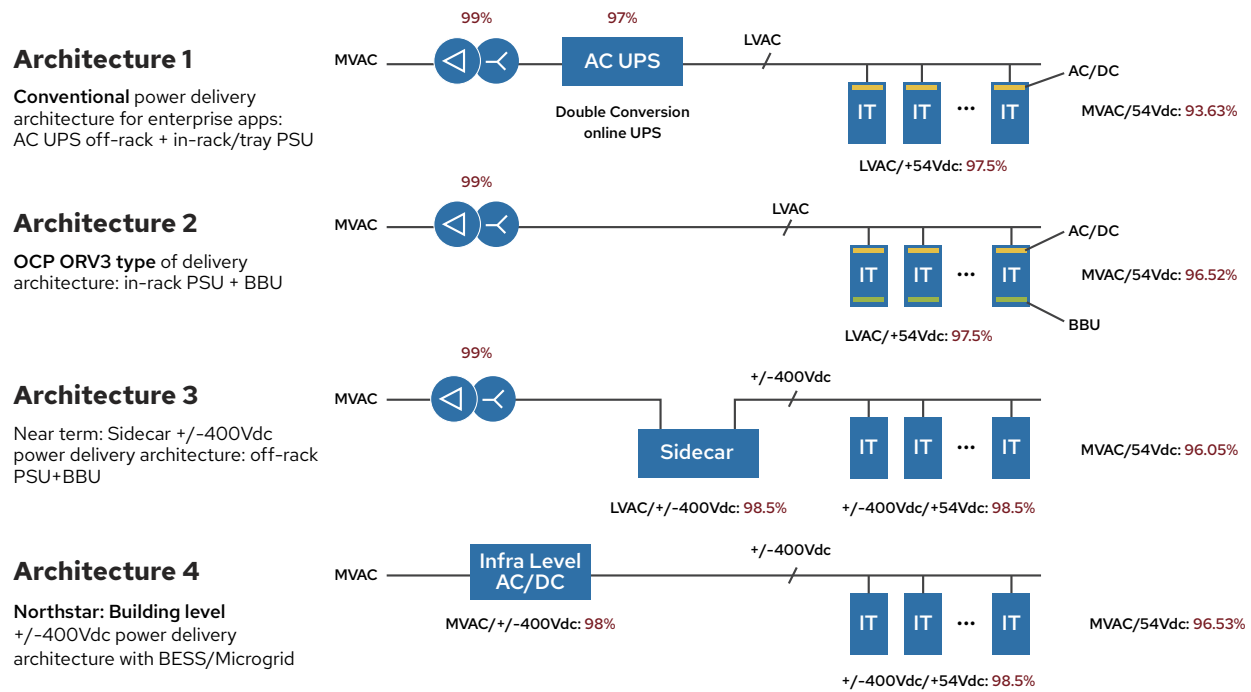 99%
97%
Architecture 1
MVAC
AC UPS
LVAC
AC/DC
Conventional power delivery
architecture for enterprise apps:
AC UPS off-rack + in-rack/tray PSU
Double Conversion
online UPS
IT
IT
...
IT
MVAC/54Vdc: 93.63%
LVAC/+54Vdc: 97.5%
99%
Architecture 2
MVAC
LVAC
AC/DC
OCP ORV3 type of delivery
architecture: in-rack PSU + BBU
IT
IT
...
IT
MVAC/54Vdc: 96.52%
BBU
LVAC/+54Vdc: 97.5%
99%
Architecture 3
MVAC
+/-400Vdc
Near term: Sidecar +/-400Vdc
power delivery architecture: off-rack
PSU+BBU
Sidecar
IT
IT
...
IT
MVAC/54Vdc: 96.05%
LVAC/+/-400Vdc: 98.5%
+/-400Vdc/+54Vdc: 98.5%
Architecture 4
MVAC
Infra Level
AC/DC
+/-400Vdc
Northstar: Building level
+/-400Vdc power delivery
architecture with BESS/Microgrid
MVAC/+/-400Vdc: 98%
IT
IT
...
IT
MVAC/54Vdc: 96.53%
+/-400Vdc/+54Vdc: 98.5%